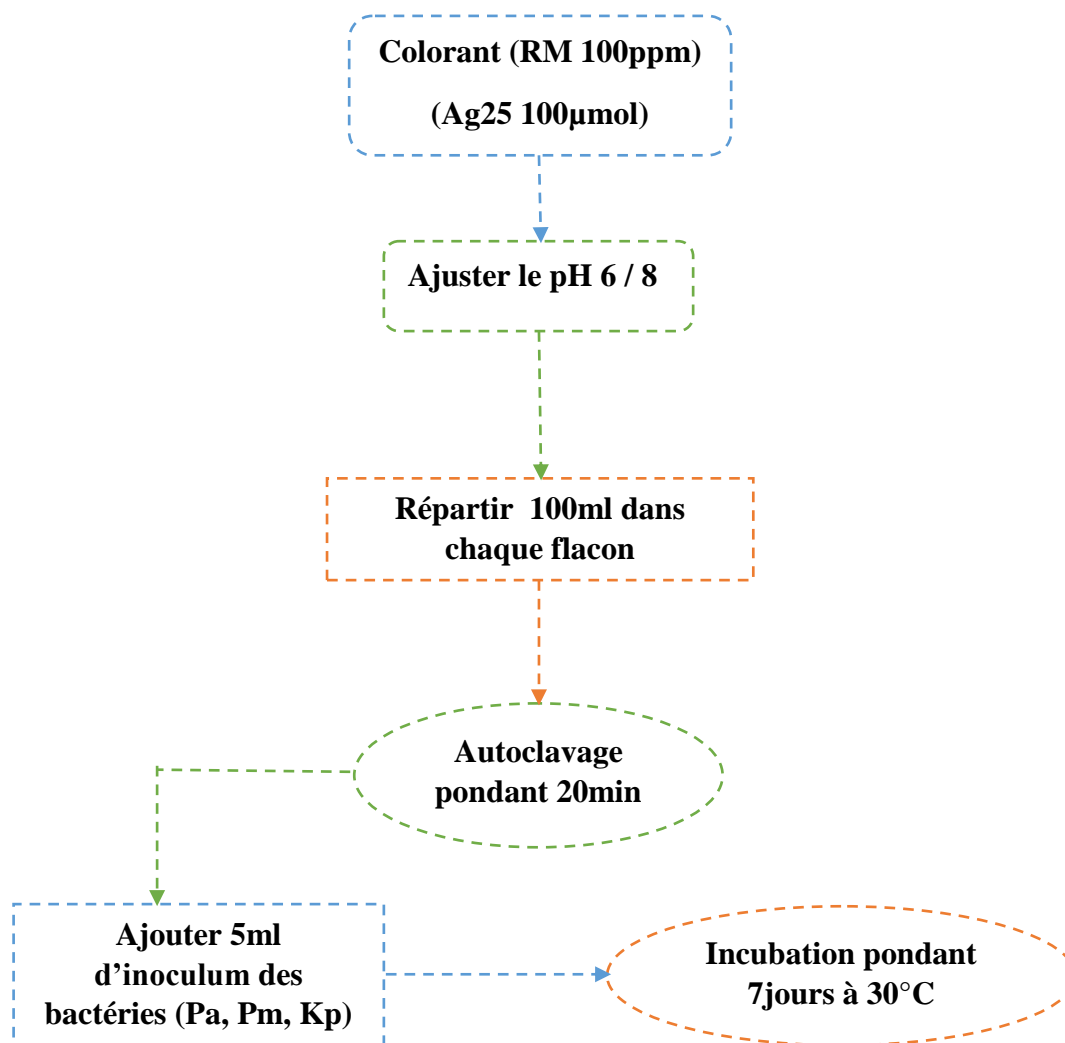 Colorant (RM 100ppm)
(Ag25 100µmol)
Ajuster le pH 6 / 8
Répartir 100ml dans
chaque flacon
Autoclavage
pondant 20min
Ajouter 5ml
d’inoculum des
bactéries (Pa, Pm, Kp)
Incubation pondant
7jours à 30°C